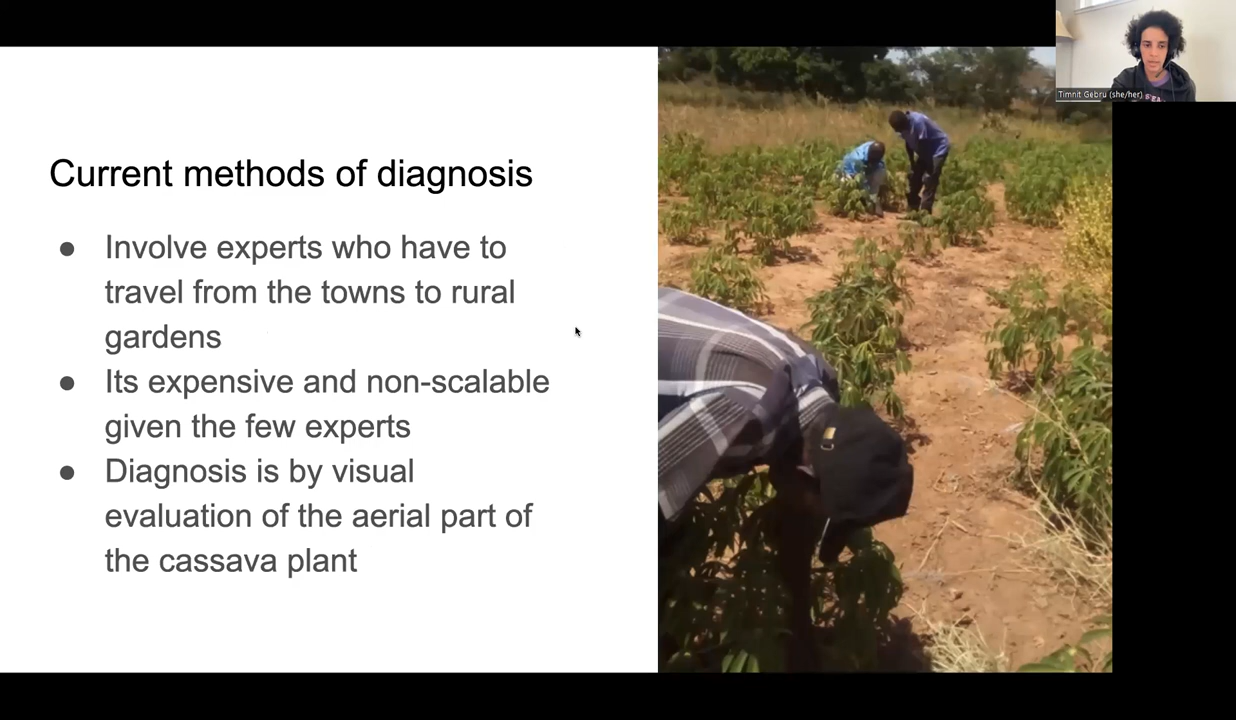 Timnit Gebru (she/her)
Current methods of diagnosis
● Involve experts who have to
travel from the towns to rural
gardens
● Its expensive and non-scalable
given the few experts
● Diagnosis is by visual
evaluation of the aerial part of
the cassava plant